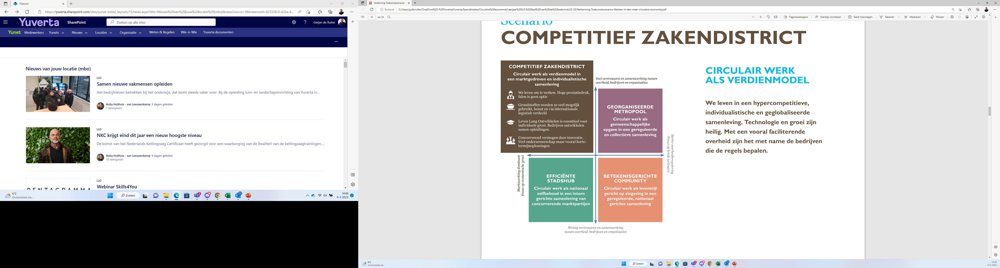 Nieuws
https://yuverta.sharepoint.com/sites/yunet-mdw/_layouts/15/news.aspx?title=Nieuws%20van%20jouw%20locatie%20(mbo)&newsSource=3&instanceId=823328c0-d2ba-4...
Yuverta
SharePoint
Zoeken op alle sites
Gerjan de Ruiter
Yunet
Medewerkers
Yunets
Nieuws
Locaties
Organisatie
Weten & Regelen
Wie-is-Wie
Yuverta documenten
Nieuws van jouw locatie (mbo)
Yuverta
LLO
Samen nieuwe vakmensen opleiden
Het bedrijfsleven betrekken bij het onderwijs, dat komt steeds vaker voor. Bij de opleiding tuin- en landschapsinrichting van Yuverta in...
Anita Holthuis - van Leeuwenkamp 3 dagen geleden
7 weergaven
LLO
NKC krijgt eind dit jaar een nieuw hoogste niveau
De komst van het Nederlands Kettingzaag Certificaat heeft gezorgd voor een waarborging van de kwaliteit van de kettingzaagtrainingen....
Anita Holthuis - van Leeuwenkamp 4 dagen geleden
16 weergaven
LLO
Webinar Skills4You
PENTAGRAMMA
6°C
Grotendeels be...
Zoeken
14:49
6-3-2023
2
Verkenning-Toekomstscenarios-
Bestand
C:/Users/g.de.ruiter/OneDrive%20-%20Yuverta/Yuverta/Specialisaties/Circulaire%20economie/Leerjaar%203/3.%20Stad%20van%20de%20toekomst/22-23/Verkenning-Toekomstscenarios-Werken-in-een-meer-circulaire-economie.pdf
10 van 24
Paginaweergave
Hardop voorlezen
Tekst toevoegen
Tekenen
Markeren
Wissen
Scenario
COMPETITIEF ZAKENDISTRICT
COMPETITIEF ZAKENDISTRICT
Circulair werk als verdienmodel in
een marktgedreven en individualistische
samenleving
We leven om te werken. Hoge prestatiedruk,
falen is geen optie
Grondstoffen worden zo veel mogelijk
gebruikt, benut en via internationale
logistiek verdeeld
Leven Lang Ontwikkelen is essentieel voor
individuele groei. Bedrijven ontwikkelen
samen opleidingen.
Concurrerend vermogen door innovatie.
Veel ondernemerschap maar vooral korte-
termijnoplossingen
Veel vertrouwen en samenwerking tussen
overheid, bedrijven en organisaties
GEORGANISEERDE
METROPOOL
Circulair werk als
gemeenschappelijke
opgave in een gereguleerde
en collectieve samenleving
Sterke overheidsregulering
Focus op brede welvaart
Marktwerking dominant
Focus op economische groei
EFFICIËNTE
STADSHUB
Circulair werk als nationaal
zelfbehoud in een intern
gerichte samenleving van
concurrerende marktpartijen
BETEKENISGERICHTE
COMMUNITY
Circulair werk als levenstijl
gericht op zingeving in een
gereguleerde, nationaal
gerichte samenleving
Weinig vertrouwen en samenwerking
tussen overheid, bedrijven en organisaties
CIRCULAIR WERK
ALS VERDIENMODEL
We leven in een hypercompetitieve,
individualistische en geglobaliseerde
samenleving. Technologie en groei zijn
heilig. Met een vooral faciliterende
overheid zijn het met name de bedrijven
die de regels bepalen.
6°C
Grotendeels be...
Zoeken
14:49
6-3-2023